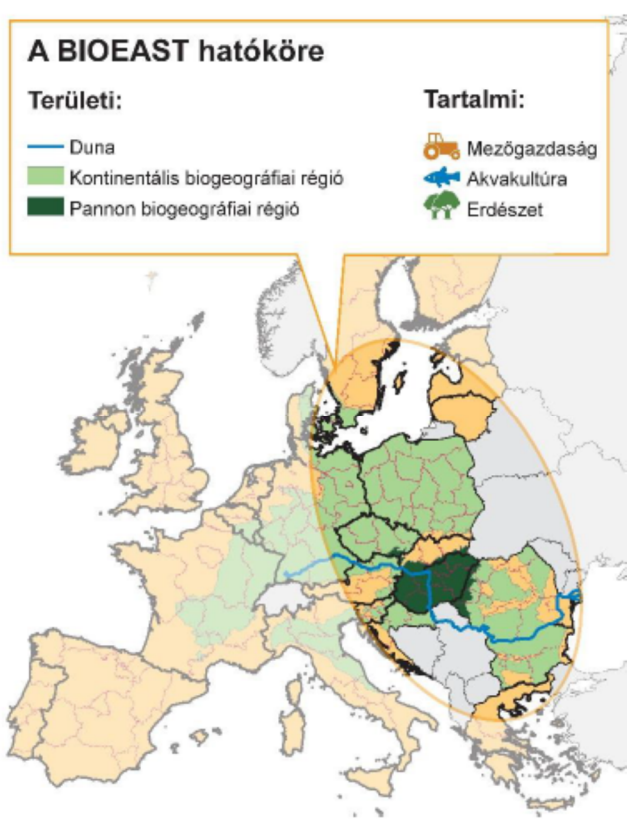 A BIOEAST hatóköre
Területi:
Duna
Kontinentális biogeográfiai régió
Pannon biogeográfiai régió
Tartalmi:
Mezőgazdaság
Akvakultúra
Erdészet